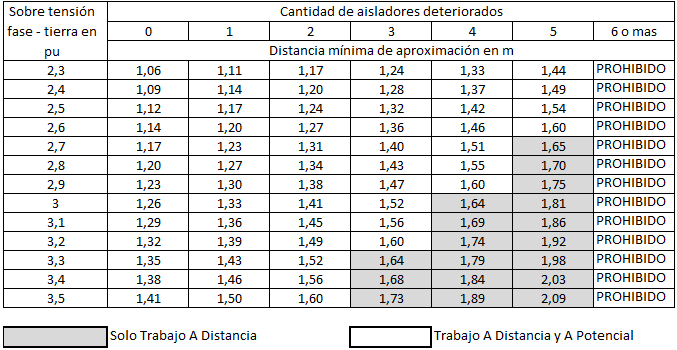 Sobre tensión fase - tierra en pu Cantidad de aisladores deteriorados
0 1 2 3 4 5 6 o mas
Distancia mínima de aproximación en m
2,3 1,06 1,11 1,17 1,24 1,33 1,44 PROHIBIDO
2,4 1,09 1,14 1,20 1,28 1,37 1,49 PROHIBIDO
2,5 1,12 1,17 1,24 1,32 1,42 1,54 PROHIBIDO
2,6 1,14 1,20 1,27 1,36 1,46 1,60 PROHIBIDO
2,7 1,17 1,23 1,31 1,40 1,51 1,65 PROHIBIDO
2,8 1,20 1,27 1,34 1,43 1,55 1,70 PROHIBIDO
2,9 1,23 1,30 1,38 1,47 1,60 1,75 PROHIBIDO
3 1,26 1,33 1,41 1,52 1,64 1,81 PROHIBIDO
3,1 1,29 1,36 1,45 1,56 1,69 1,86 PROHIBIDO
3,2 1,32 1,39 1,49 1,60 1,74 1,92 PROHIBIDO
3,3 1,35 1,43 1,52 1,64 1,79 1,98 PROHIBIDO
3,4 1,38 1,46 1,56 1,68 1,84 2,03 PROHIBIDO
3,5 1,41 1,50 1,60 1,73 1,89 2,09 PROHIBIDO
Solo Trabajo A Distancia Trabajo A Distancia y A Potencial